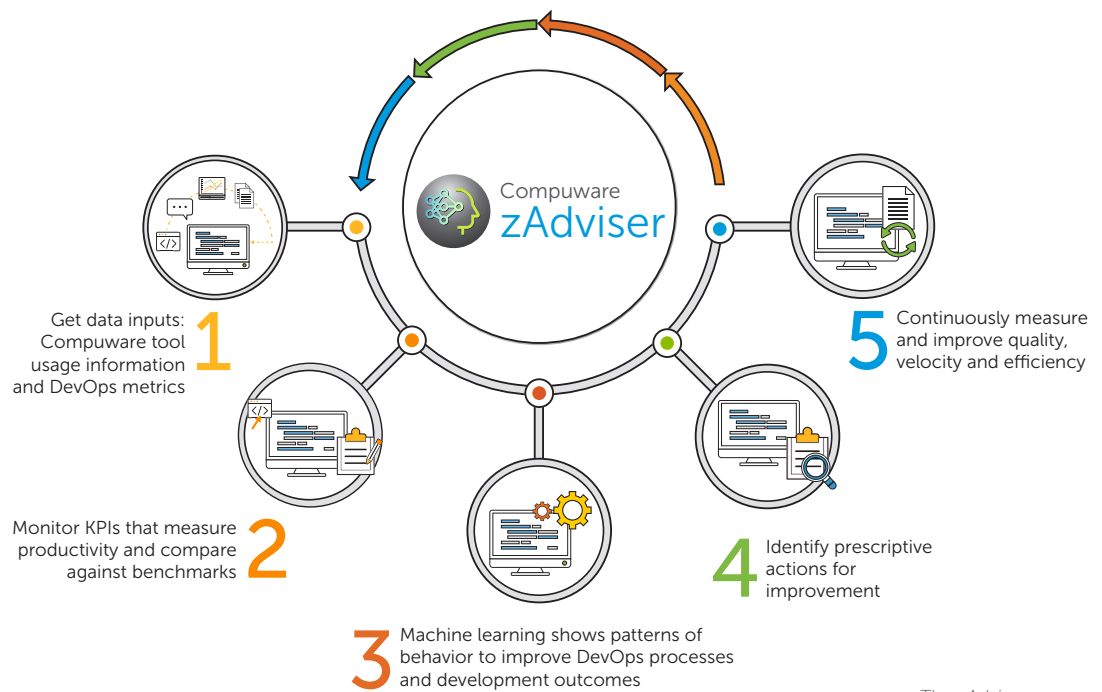 Compuware
zAdviser
1
Get data inputs:
Compuware tool
usage information
and DevOps metrics
2
Monitor KPIs that measure
productivity and compare
against benchmarks
3
Machine learning shows patterns of
behavior to improve DevOps processes
and development outcomes
4
Identify prescriptive
actions for
improvement
5
Continuously measure
and improve quality,
velocity and efficiency